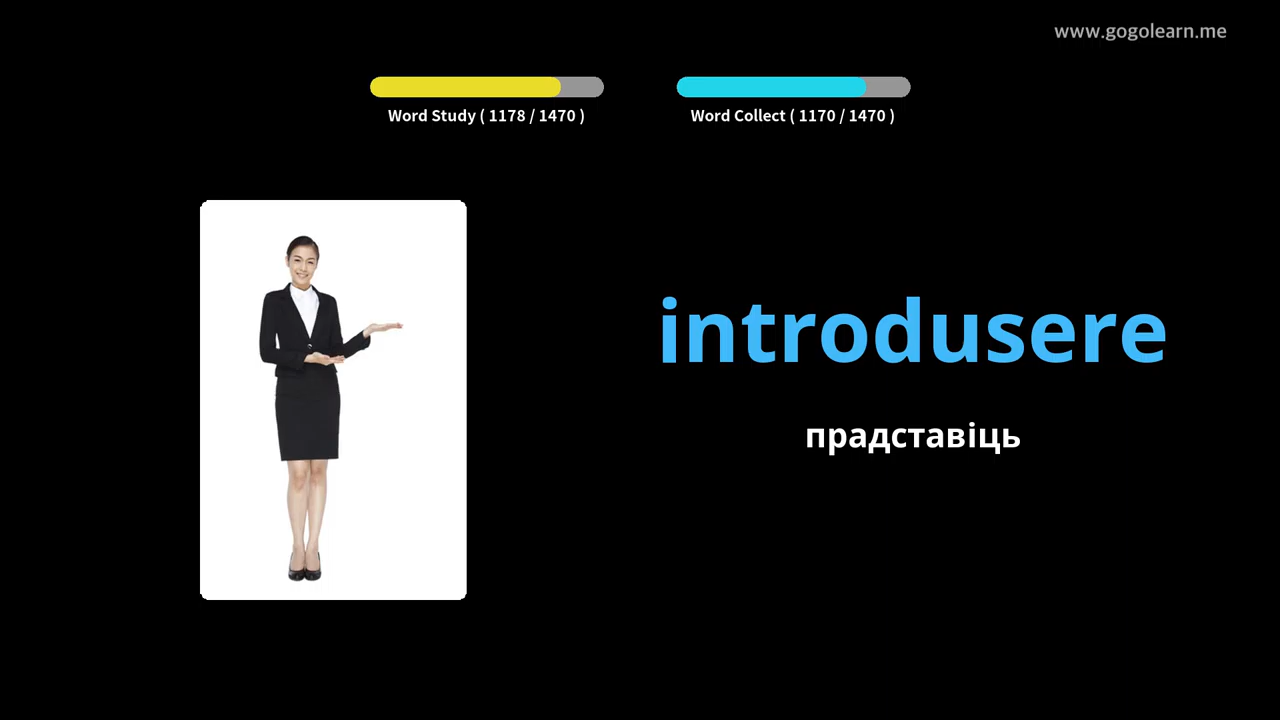 www.gogolearn.me
Word Study ( 1178 / 1470 )
Word Collect ( 1170 / 1470 )
introdusere
прадставіць